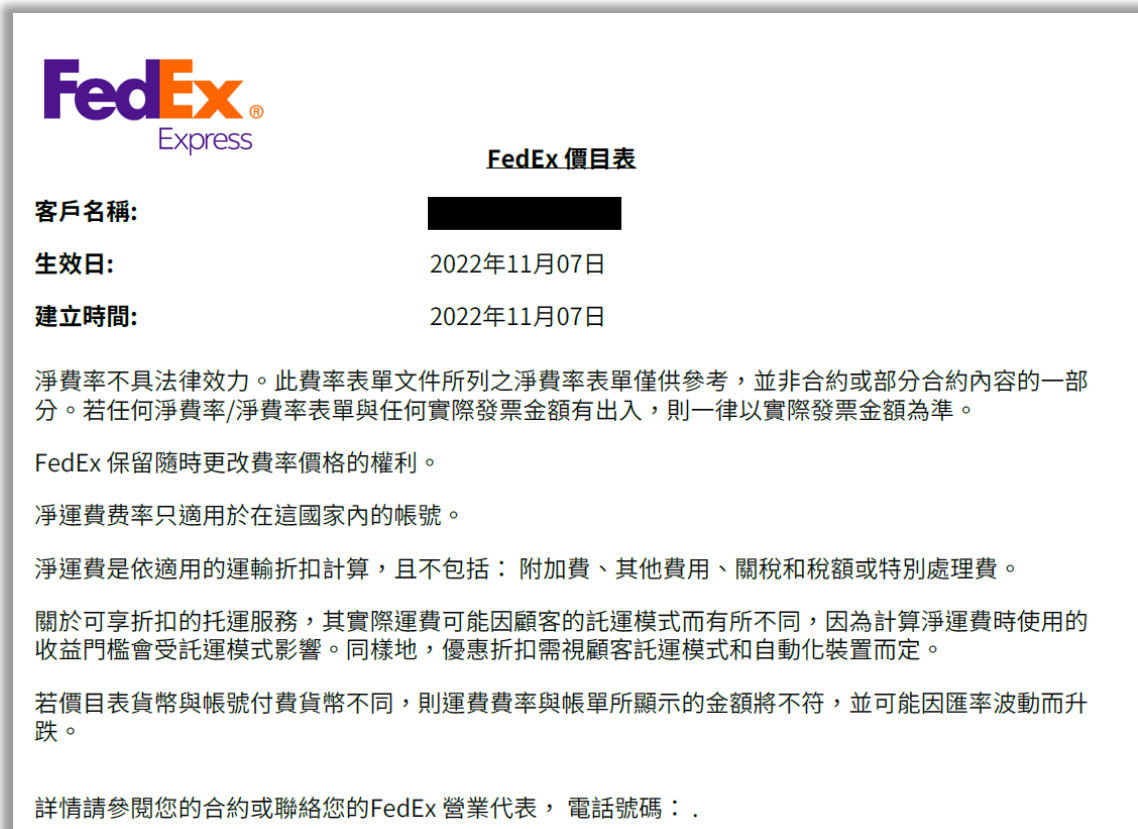 FedEx®
Express
FedEx 價目表
客戶名稱:
生效日: 2022年11月07日
建立時間: 2022年11月07日
淨費率不具法律效力。此費率表單文件所列之淨費率表單僅供參考，並非合約或部分合約內容的一部
分。若任何淨費率/淨費率表單與任何實際發票金額有出入，則一律以實際發票金額為準。
FedEx 保留隨時更改費率價格的權利。
淨運費费率只適用於在這國家內的帳號。
淨運費是依適用的運輸折扣計算，且不包括： 附加費、其他費用、關稅和稅額或特別處理費。
關於可享折扣的托運服務，其實際運費可能因顧客的託運模式而有所不同，因為計算淨運費時使用的
收益門檻會受託運模式影響。同樣地，優惠折扣需視顧客託運模式和自動化裝置而定。
若價目表貨幣與帳號付費貨幣不同，則運費費率與帳單所顯示的金額將不符，並可能因匯率波動而升
跌。
詳情請參閱您的合約或聯絡您的FedEx 營業代表， 電話號碼： .